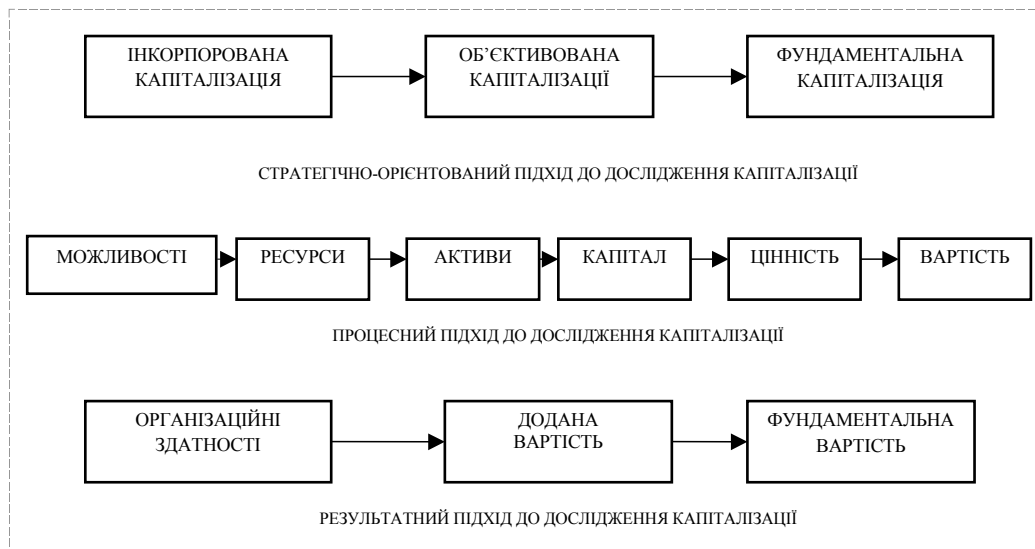 ІНКОРПОРОВАНА
КАПІТАЛІЗАЦІЯ
ОБ’ЄКТИВОВАНА
КАПІТАЛІЗАЦІЇ
ФУНДАМЕНТАЛЬНА
КАПІТАЛІЗАЦІЯ
СТРАТЕГІЧНО-ОРІЄНТОВАНИЙ ПІДХІД ДО ДОСЛІДЖЕННЯ КАПІТАЛІЗАЦІЇ
МОЖЛИВОСТІ
РЕСУРСИ
АКТИВИ
КАПІТАЛ
ЦІННІСТЬ
ВАРТІСТЬ
ПРОЦЕСНИЙ ПІДХІД ДО ДОСЛІДЖЕННЯ КАПІТАЛІЗАЦІЇ
ОРГАНІЗАЦІЙНІ
ЗДАТНОСТІ
ДОДАНА
ВАРТІСТЬ
ФУНДАМЕНТАЛЬНА
ВАРТІСТЬ
РЕЗУЛЬТАТНИЙ ПІДХІД ДО ДОСЛІДЖЕННЯ КАПІТАЛІЗАЦІЇ